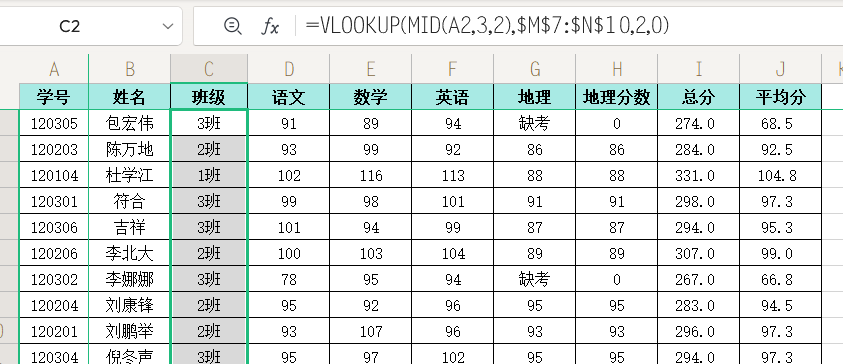 C2 fx =VLOOKUP(MID(A2,3,2),$M$7:$N$10,2,0)
A B C D E F G H I J
学号 姓名 班级 语文 数学 英语 地理 地理分数 总分 平均分
120305 包宏伟 3班 91 89 94 缺考 0 274.0 68.5
120203 陈万地 2班 93 99 92 86 86 284.0 92.5
120104 杜学江 1班 102 116 113 88 88 331.0 104.8
120301 符合 3班 99 98 101 91 91 298.0 97.3
120306 吉祥 3班 101 94 99 87 87 294.0 95.3
120206 李北大 2班 100 103 104 89 89 307.0 99.0
120302 李娜娜 3班 78 95 94 缺考 0 267.0 66.8
120204 刘康锋 2班 95 92 96 95 95 283.0 94.5
120201 刘鹏举 2班 93 107 96 93 93 296.0 97.3
120304 倪冬声 3班 95 97 102 95 95 294.0 97.3